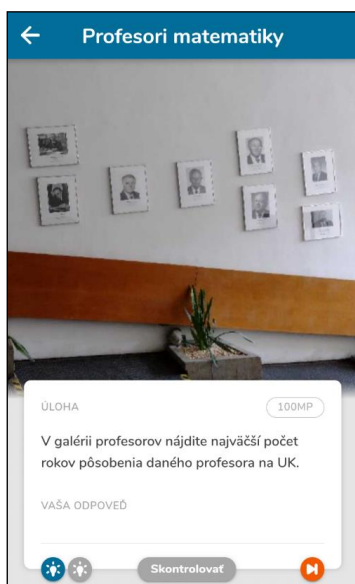 Profesori matematiky
ÚLOHA
100MP
V galérii profesorov nájdite najväčší počet
rokov pôsobenia daného profesora na UK.
VAŠA ODPOVEĎ
Skontrolovať